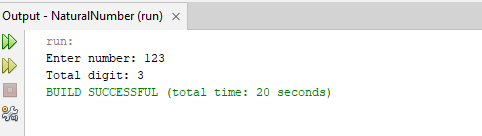 Output - NaturalNumber (run) ×
run:
Enter number: 123
Total digit: 3
BUILD SUCCESSFUL (total time: 20 seconds)